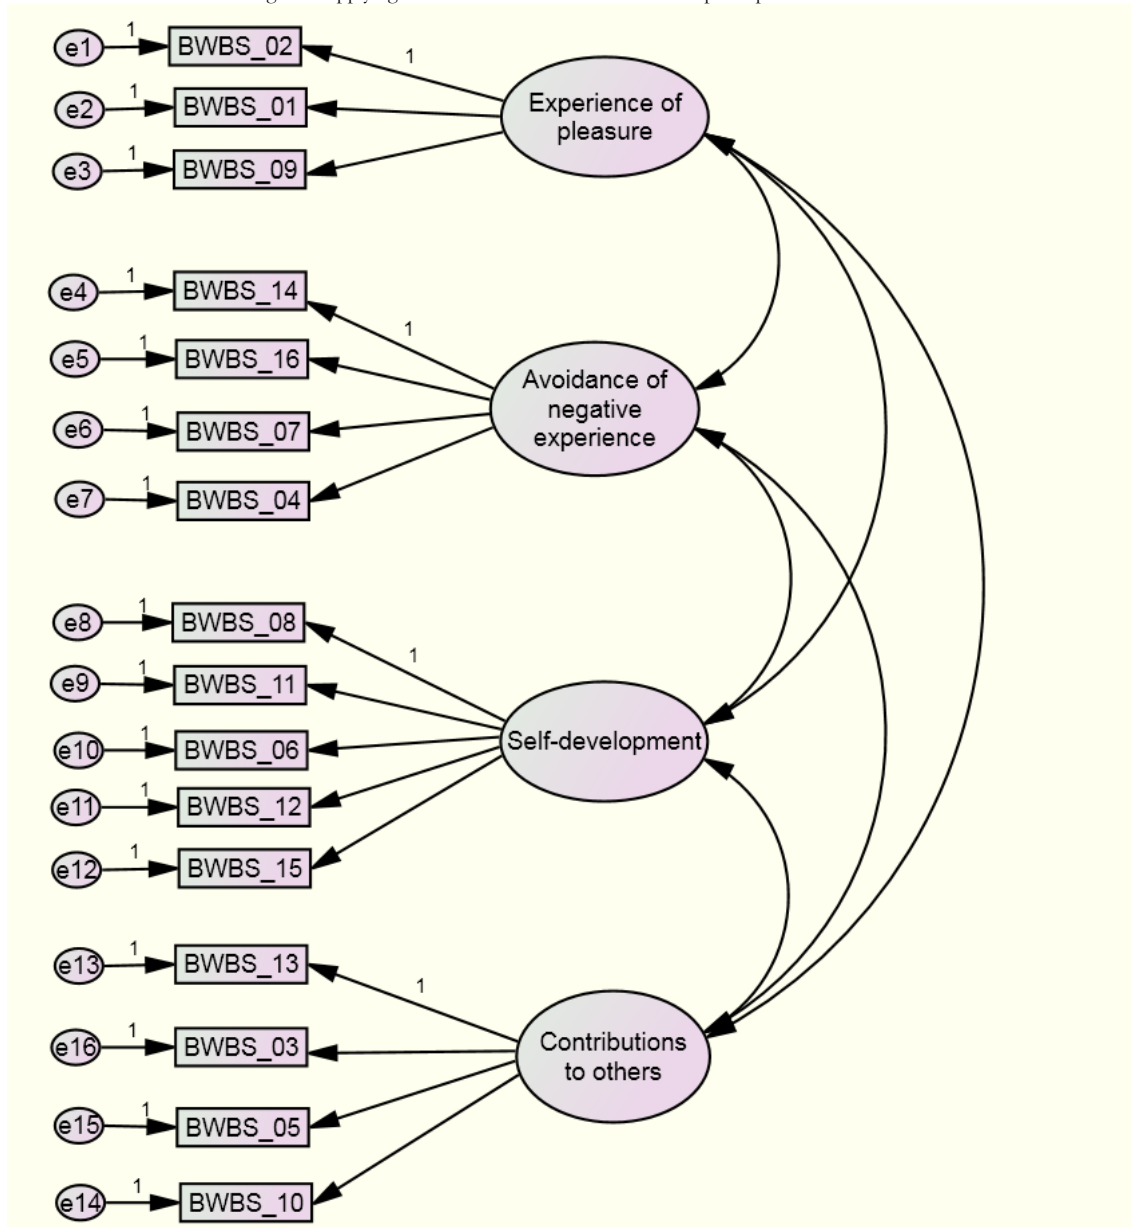 e1
1
BWBS_02
1
e2
1
BWBS_01
e3
1
BWBS_09
Experience of
pleasure
e4
1
BWBS_14
1
e5
1
BWBS_16
e6
1
BWBS_07
e7
1
BWBS_04
Avoidance of
negative
experience
e8
1
BWBS_08
1
e9
1
BWBS_11
e10
1
BWBS_06
e11
1
BWBS_12
e12
1
BWBS_15
Self-development
e13
1
BWBS_13
1
e16
1
BWBS_03
e15
1
BWBS_05
e14
1
BWBS_10
Contributions
to others